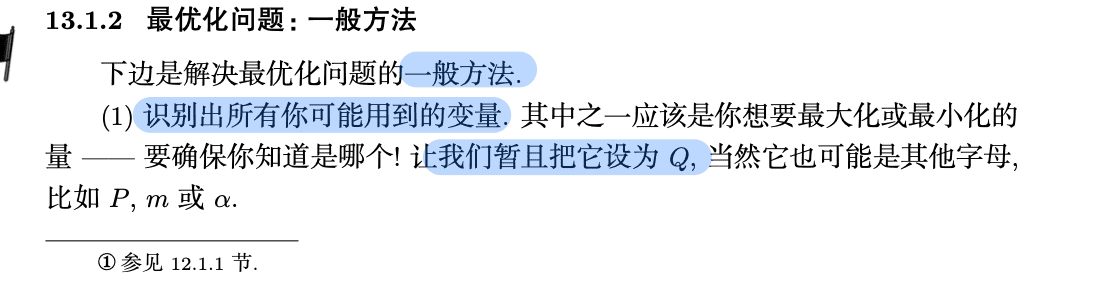 13.1.2 最优化问题: 一般方法
下边是解决最优化问题的一般方法.
(1) 识别出所有你可能用到的变量. 其中之一应该是你想要最大化或最小化的
量 —— 要确保你知道是哪个! 让我们暂且把它设为 Q, 当然它也可能是其他字母,
比如 P, m 或 α.
① 参见 12.1.1 节.